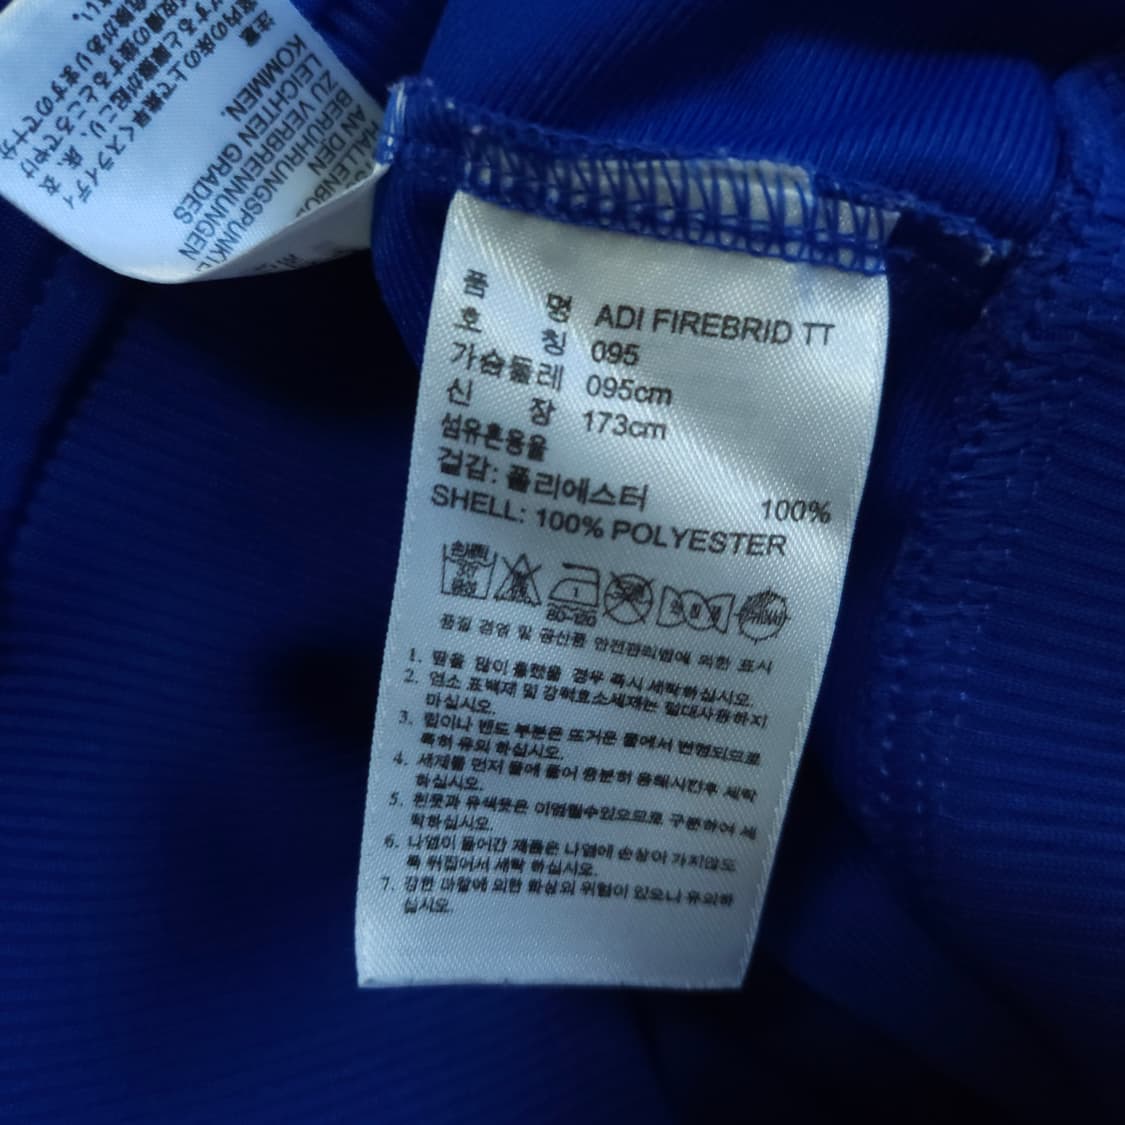 注意
KOMMEN.
LEICHTEN GRADES
ZU VERBRENNUNGEN
BERÜHRUNGSPUNKTE
AN DEN
품 명 ADI FIREBRID TT
호 칭 095
가슴둘레 095cm
신 장 173cm
섬유혼용율
겉감: 폴리에스터 100%
SHELL: 100% POLYESTER
80-120
품질 경영 및 공산품 안전관리법에 의한 표시
1. 땀을 많이 흘렸을 경우 즉시 세탁하십시오.
2. 염소 표백제 및 강력효소세제는 절대사용하지
마십시오.
3. 립이나 밴드 부분은 뜨거운 물에서 변형되므로
특히 유의 하십시오.
4. 세제를 먼저 물에 풀어 충분히 용해시킨후 세탁
하십시오.
5. 흰옷과 유색옷은 이염될수있으므로 구분하여 세
탁하십시오.
6. 나염이 들어간 제품은 나염에 손상이 가지않도
록 뒤집어서 세탁 하십시오.
7. 강한 마찰에 의한 화상의 위험이 있으니 유의하
십시오.